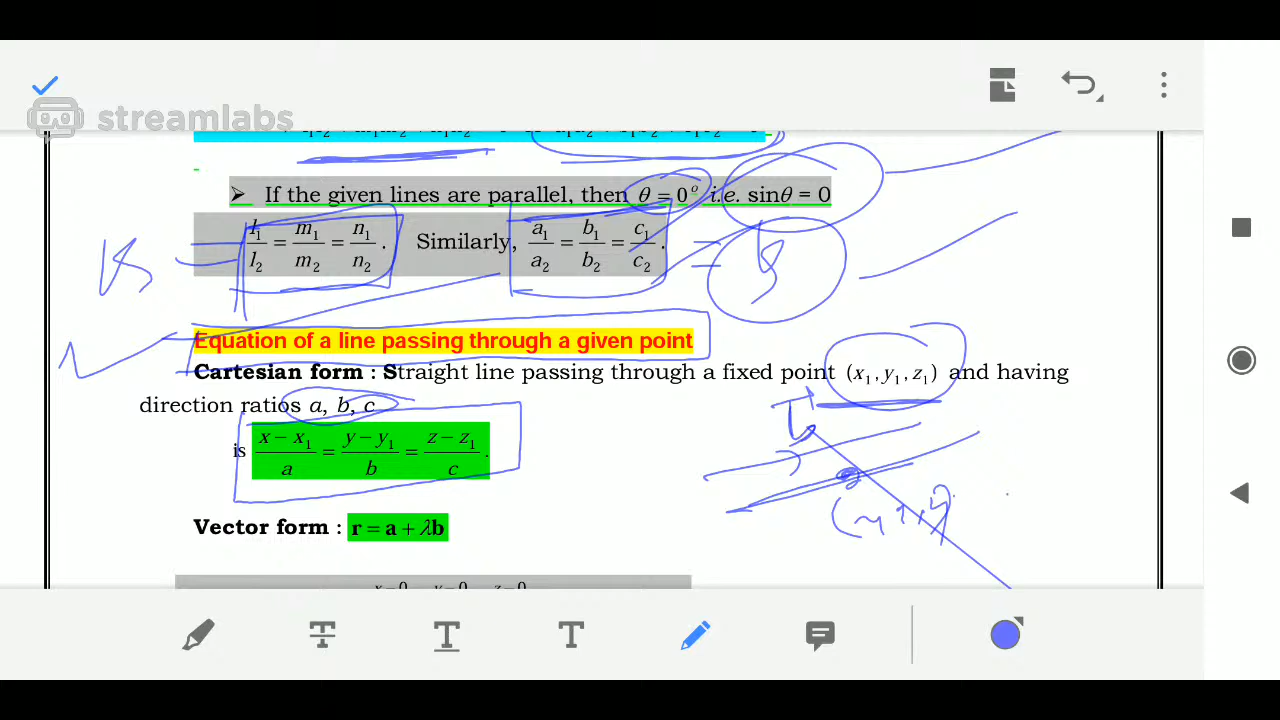 streamlabs
➢ If the given lines are parallel, then θ = 0° i.e. sinθ = 0
l₁/l₂ = m₁/m₂ = n₁/n₂ . Similarly, a₁/a₂ = b₁/b₂ = c₁/c₂ .
Equation of a line passing through a given point
Cartesian form : Straight line passing through a fixed point (x₁, y₁, z₁) and having
direction ratios a, b, c
is (x − x₁)/a = (y − y₁)/b = (z − z₁)/c .
Vector form : r = a + λb
T T T